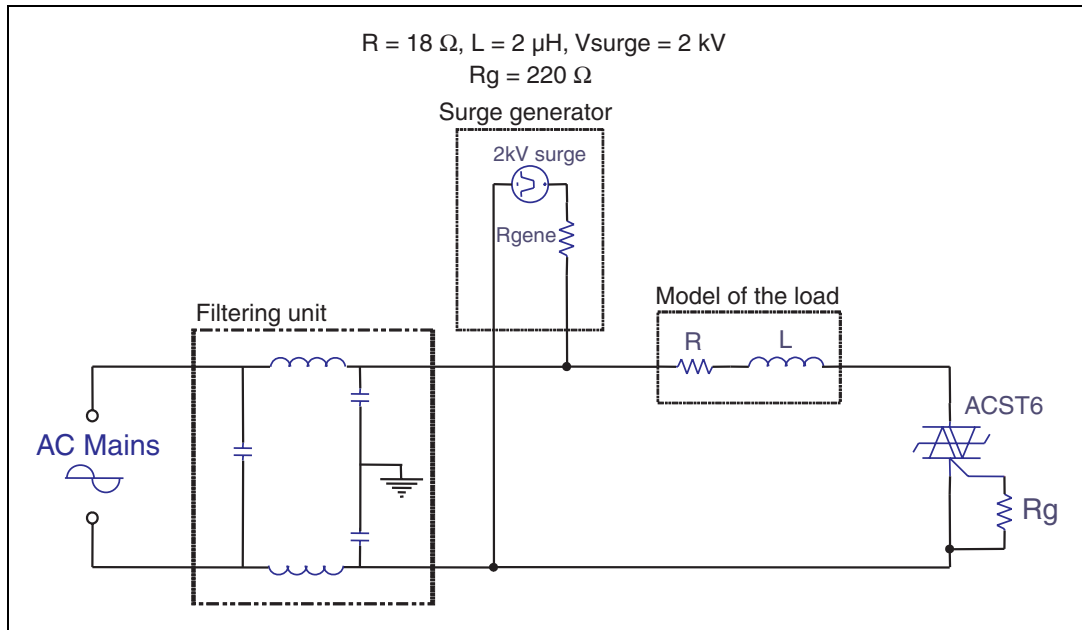 R = 18 Ω, L = 2 µH, Vsurge = 2 kV
Rg = 220 Ω
Surge generator
2kV surge
Rgene
Filtering unit
Model of the load
R
L
ACST6
AC Mains
Rg